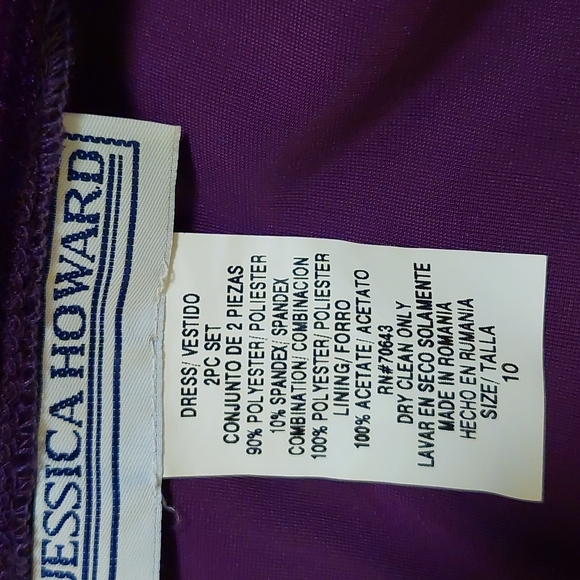 JESSICA HOWARD
DRESS/ VESTIDO
2PC SET
CONJUNTO DE 2 PIEZAS
90% POLYESTER/ POLIESTER
10% SPANDEX/ SPANDEX
COMBINATION/ COMBINACION
100% POLYESTER/ POLIESTER
LINING/ FORRO
100% ACETATE/ ACETATO
RN#70643
DRY CLEAN ONLY
LAVAR EN SECO SOLAMENTE
MADE IN ROMANIA
HECHO EN RUMANIA
SIZE/ TALLA
10